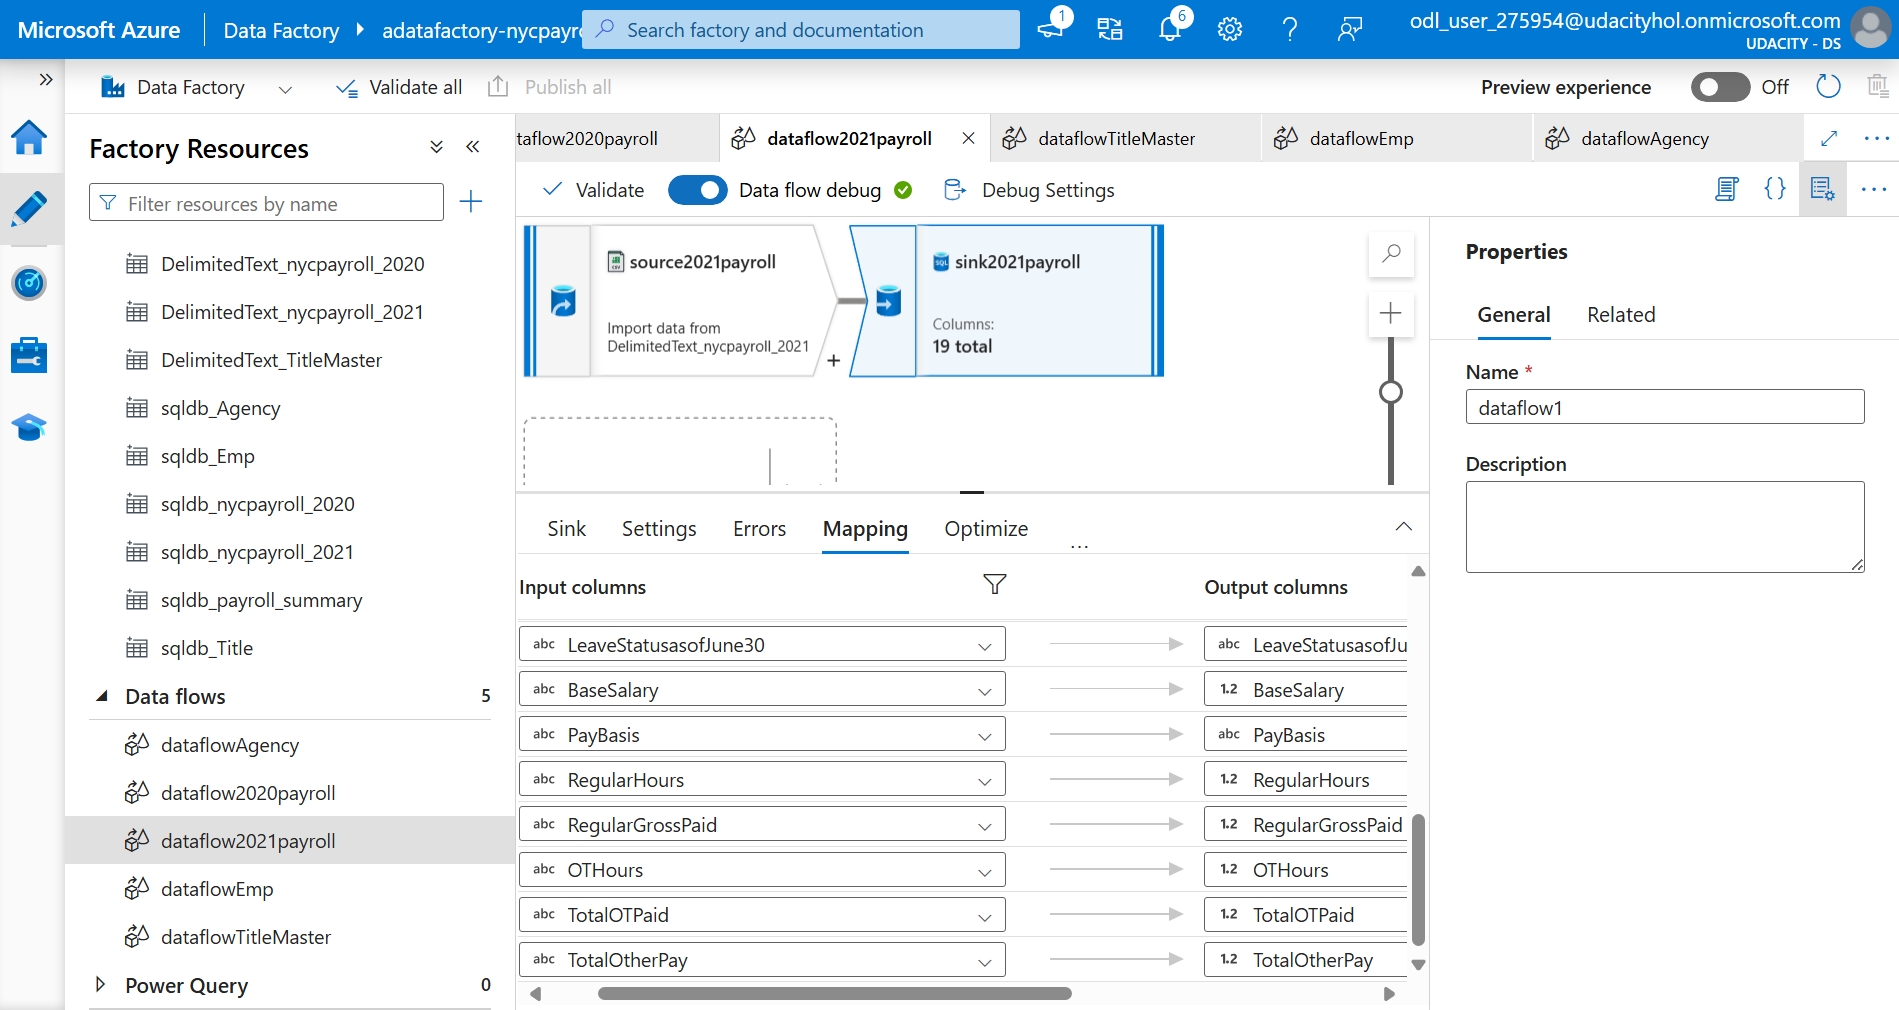 Microsoft Azure
Data Factory
adatafactory-nycpayro
Search factory and documentation
1
6
odl_user_275954@udacityhol.onmicrosoft.com
UDACITY - DS
Data Factory
Validate all
Publish all
Preview experience
Off
Factory Resources
Filter resources by name
DelimitedText_nycpayroll_2020
DelimitedText_nycpayroll_2021
DelimitedText_TitleMaster
sqldb_Agency
sqldb_Emp
sqldb_nycpayroll_2020
sqldb_nycpayroll_2021
sqldb_payroll_summary
sqldb_Title
Data flows
5
dataflowAgency
dataflow2020payroll
dataflow2021payroll
dataflowEmp
dataflowTitleMaster
Power Query
0
taflow2020payroll
dataflow2021payroll
dataflowTitleMaster
dataflowEmp
dataflowAgency
Validate
Data flow debug
Debug Settings
{}
source2021payroll
Import data from
DelimitedText_nycpayroll_2021
+
SQL
sink2021payroll
Columns:
19 total
Sink
Settings
Errors
Mapping
Optimize
...
Input columns
Output columns
abc LeaveStatusasofJune30
abc LeaveStatusasofJu
abc BaseSalary
1.2 BaseSalary
abc PayBasis
abc PayBasis
abc RegularHours
1.2 RegularHours
abc RegularGrossPaid
1.2 RegularGrossPaid
abc OTHours
1.2 OTHours
abc TotalOTPaid
1.2 TotalOTPaid
abc TotalOtherPay
1.2 TotalOtherPay
Properties
General
Related
Name *
dataflow1
Description